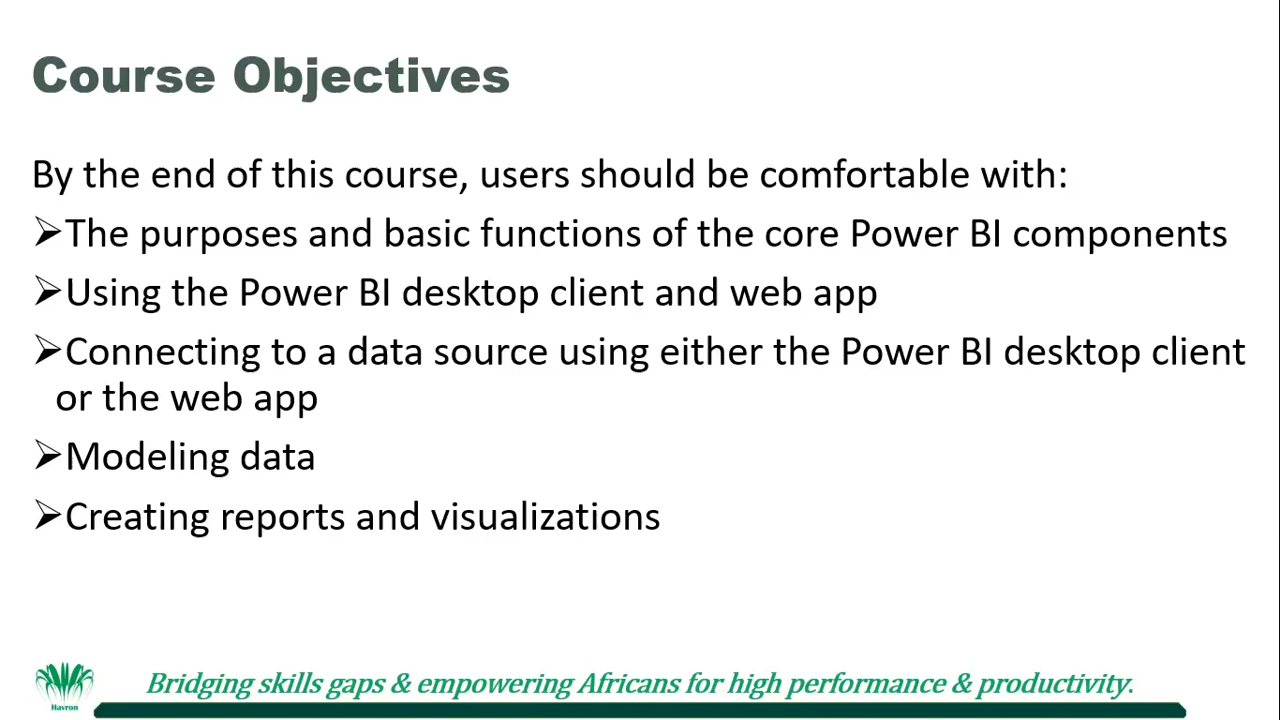 Course Objectives
By the end of this course, users should be comfortable with:
➢The purposes and basic functions of the core Power BI components
➢Using the Power BI desktop client and web app
➢Connecting to a data source using either the Power BI desktop client
or the web app
➢Modeling data
➢Creating reports and visualizations
Bridging skills gaps & empowering Africans for high performance & productivity.
Havron